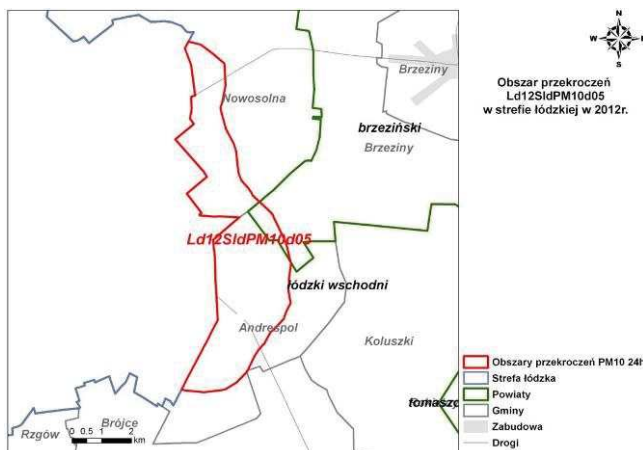 N
W
E
S
Obszar przekroczeń
Ld12SldPM10d05
w strefie łódzkiej w 2012r.
Brzeziny
Nowosolna
brzeziński
Brzeziny
Ld12SldPM10d05
łódzki wschodni
Andrespol
Koluszki
Brójce
Rzgów
0 0.5 1 2
km
Obszary przekroczeń PM10 24h
Strefa łódzka
Powiaty
Gminy
Zabudowa
Drogi